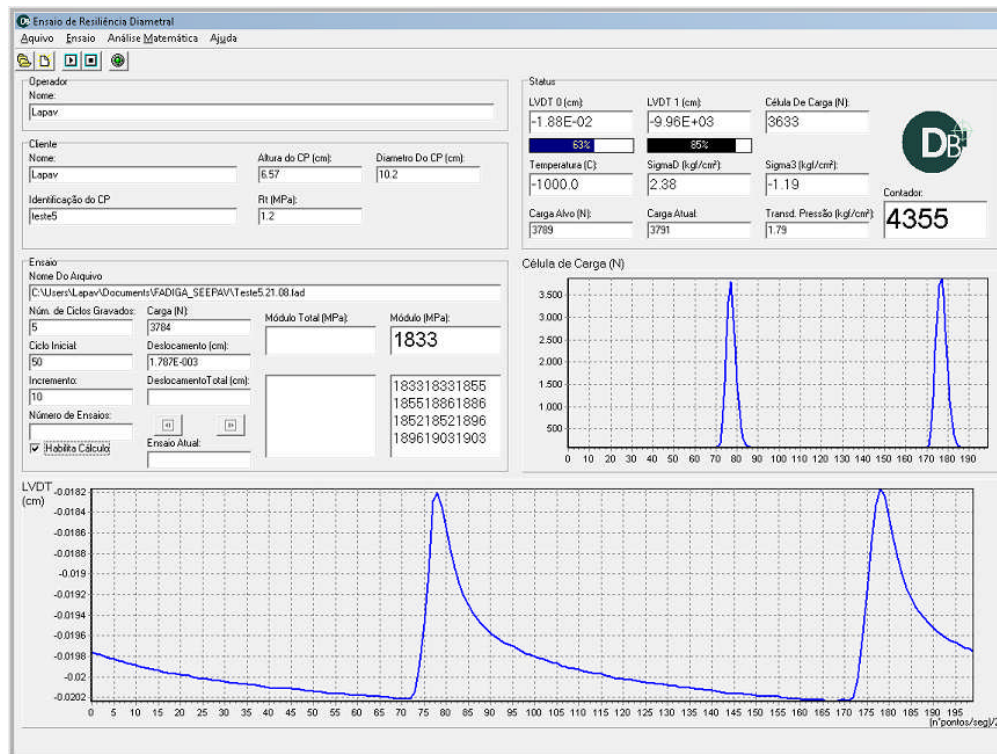 Ensaio de Resiliência Diametral
Aquivo Ensaio Análise Matemática Ajuda
Operador
Nome:
Lapav
Cliente
Nome:
Lapav
Altura do CP (cm):
6.57
Diametro Do CP (cm):
10.2
Identificação do CP
teste5
Rt (MPa):
1.2
Status
LVDT 0 (cm):
-1.88E-02
63%
LVDT 1 (cm):
-9.96E+03
85%
Célula De Carga (N):
3633
DB
Temperatura (C):
-1000.0
SigmaD (kgf/cm²):
2.38
Sigma3 (kgf/cm²):
-1.19
Carga Alvo (N):
3789
Carga Atual:
3791
Transd. Pressão (kgf/cm²):
1.79
Contador:
4355
Ensaio
Nome Do Arquivo
C:\Users\Lapav\Documents\FADIGA_SEEPAV\Teste5.21.08.fad
Núm. de Ciclos Gravados:
5
Carga (N):
3784
Módulo Total (MPa):
Módulo (MPa):
1833
Ciclo Inicial:
50
Deslocamento (cm):
1.787E-003
Incremento:
10
DeslocamentoTotal (cm):
183318331855
185518861886
185218521896
189619031903
Número de Ensaios:
Habilita Cálculo
Ensaio Atual:
Célula de Carga (N)
3.500
3.000
2.500
2.000
1.500
1.000
500
0 10 20 30 40 50 60 70 80 90 100 110 120 130 140 150 160 170 180 190
LVDT
(cm)
-0.0182
-0.0184
-0.0186
-0.0188
-0.019
-0.0192
-0.0194
-0.0196
-0.0198
-0.02
-0.0202
0 5 10 15 20 25 30 35 40 45 50 55 60 65 70 75 80 85 90 95 100 105 110 115 120 125 130 135 140 145 150 155 160 165 170 175 180 185 190 195
(n°pontos/seg)/2